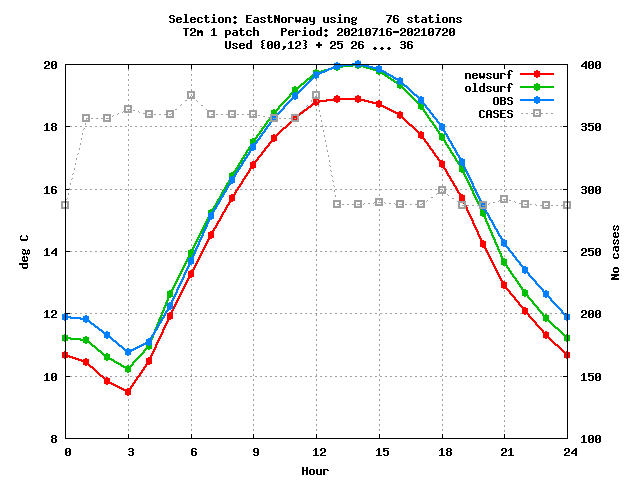 Selection: EastNorway using    76 stations
T2m 1 patch   Period: 20210716-20210720
Used {00,12} + 25 26 ... 36
newsurf
oldsurf
OBS
CASES
20
18
16
14
12
10
8
400
350
300
250
200
150
100
deg C
No cases
0 3 6 9 12 15 18 21 24
Hour